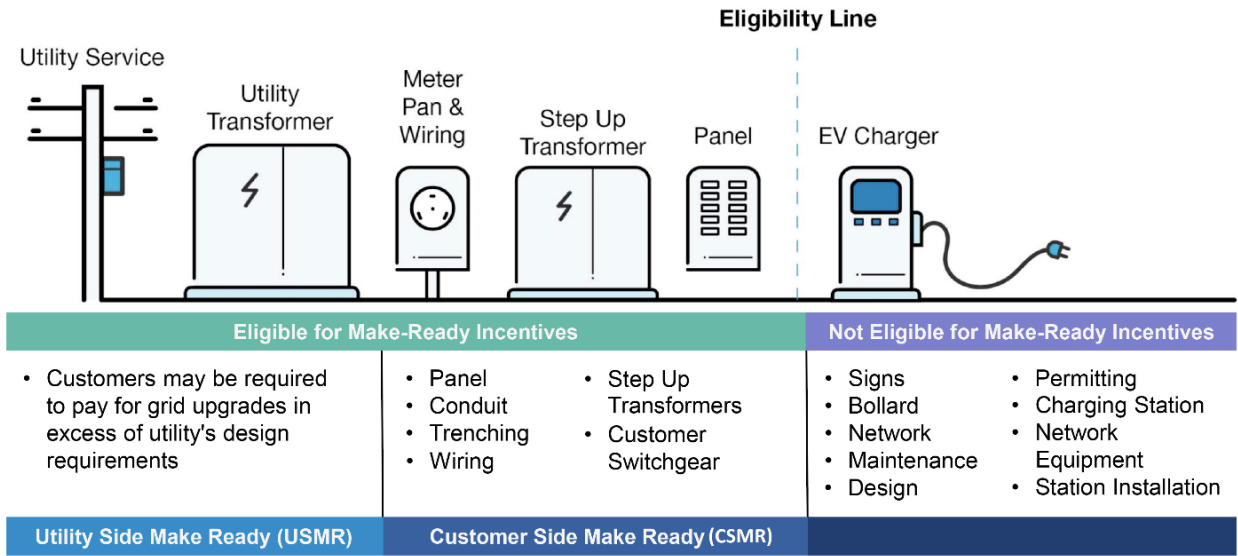 Eligibility Line
Utility Service
Utility
Transformer
Meter
Pan &
Wiring
Step Up
Transformer
Panel
EV Charger
Eligible for Make-Ready Incentives
Not Eligible for Make-Ready Incentives
• Customers may be required
to pay for grid upgrades in
excess of utility's design
requirements
• Panel
• Conduit
• Trenching
• Wiring
• Step Up
Transformers
• Customer
Switchgear
• Signs
• Bollard
• Network
• Maintenance
• Design
• Permitting
• Charging Station
• Network
Equipment
• Station Installation
Utility Side Make Ready (USMR)
Customer Side Make Ready (CSMR)